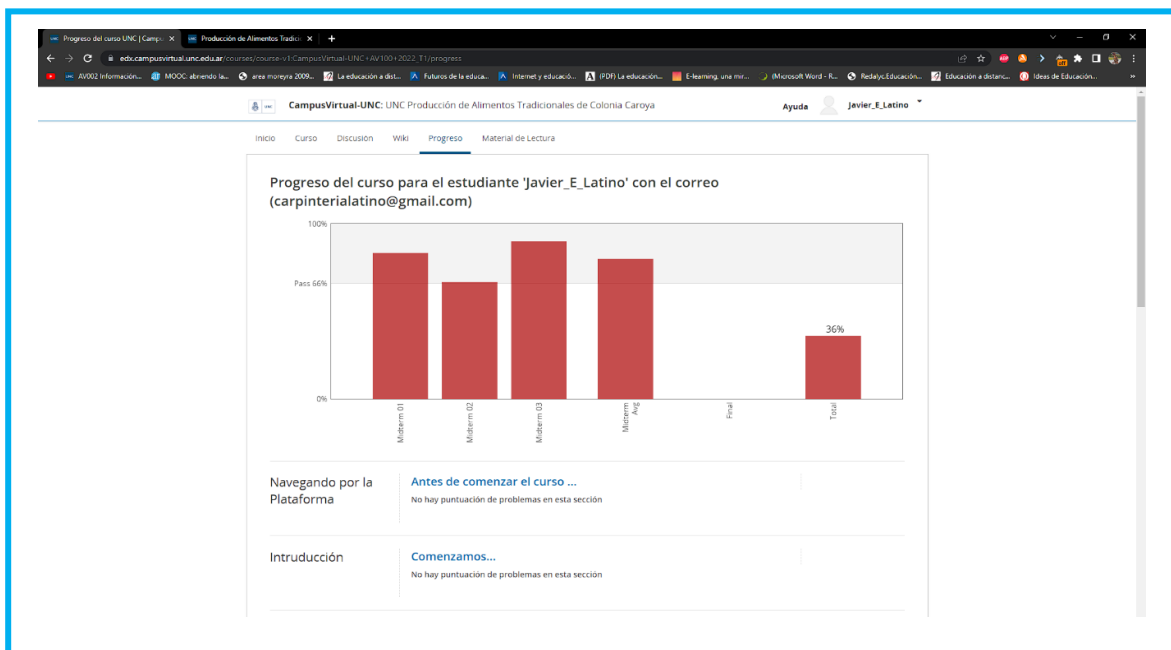 Progreso del curso UNC | Campu
Producción de Alimentos Tradici
edx.campusvirtual.unc.edu.ar/courses/course-v1:CampusVirtual-UNC+AV100+2022_T1/progress
AV002 Información...
MOOC: abriendo la...
area moreyra 2009...
La educación a dist...
Futuros de la educa...
Internet y educació...
(PDF) La educación...
E-learning, una mir...
(Microsoft Word - R...
Redalyc.Educación...
Educación a distanc...
Ideas de Educación...
CampusVirtual-UNC: UNC Producción de Alimentos Tradicionales de Colonia Caroya
Ayuda
Javier_E_Latino
Inicio Curso Discusión Wiki Progreso Material de Lectura
Progreso del curso para el estudiante 'Javier_E_Latino' con el correo
(carpinterialatino@gmail.com)
100%
Pass 66%
0%
36%
Midterm 01
Midterm 02
Midterm 03
Midterm
Avg
Final
Total
Navegando por la
Plataforma
Antes de comenzar el curso ...
No hay puntuación de problemas en esta sección
Intruducción
Comenzamos...
No hay puntuación de problemas en esta sección